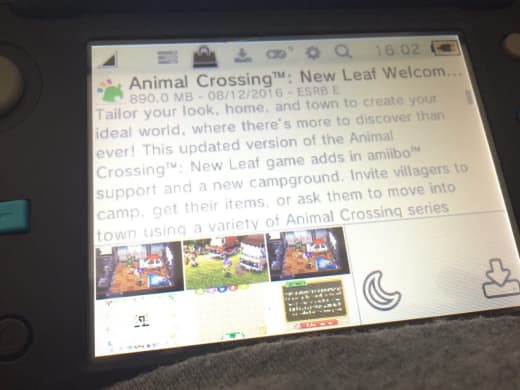 16.02
Animal Crossing™: New Leaf Welcom...
890.0 MB - 08/12/2016 - ESRB E
Tailor your look, home, and town to create your
ideal world, where there's more to discover than
ever! This updated version of the Animal
Crossing™: New Leaf game adds in amiibo™
support and a new campground. Invite villagers to
camp, get their items, or ask them to move into
town using a variety of Animal Crossing series